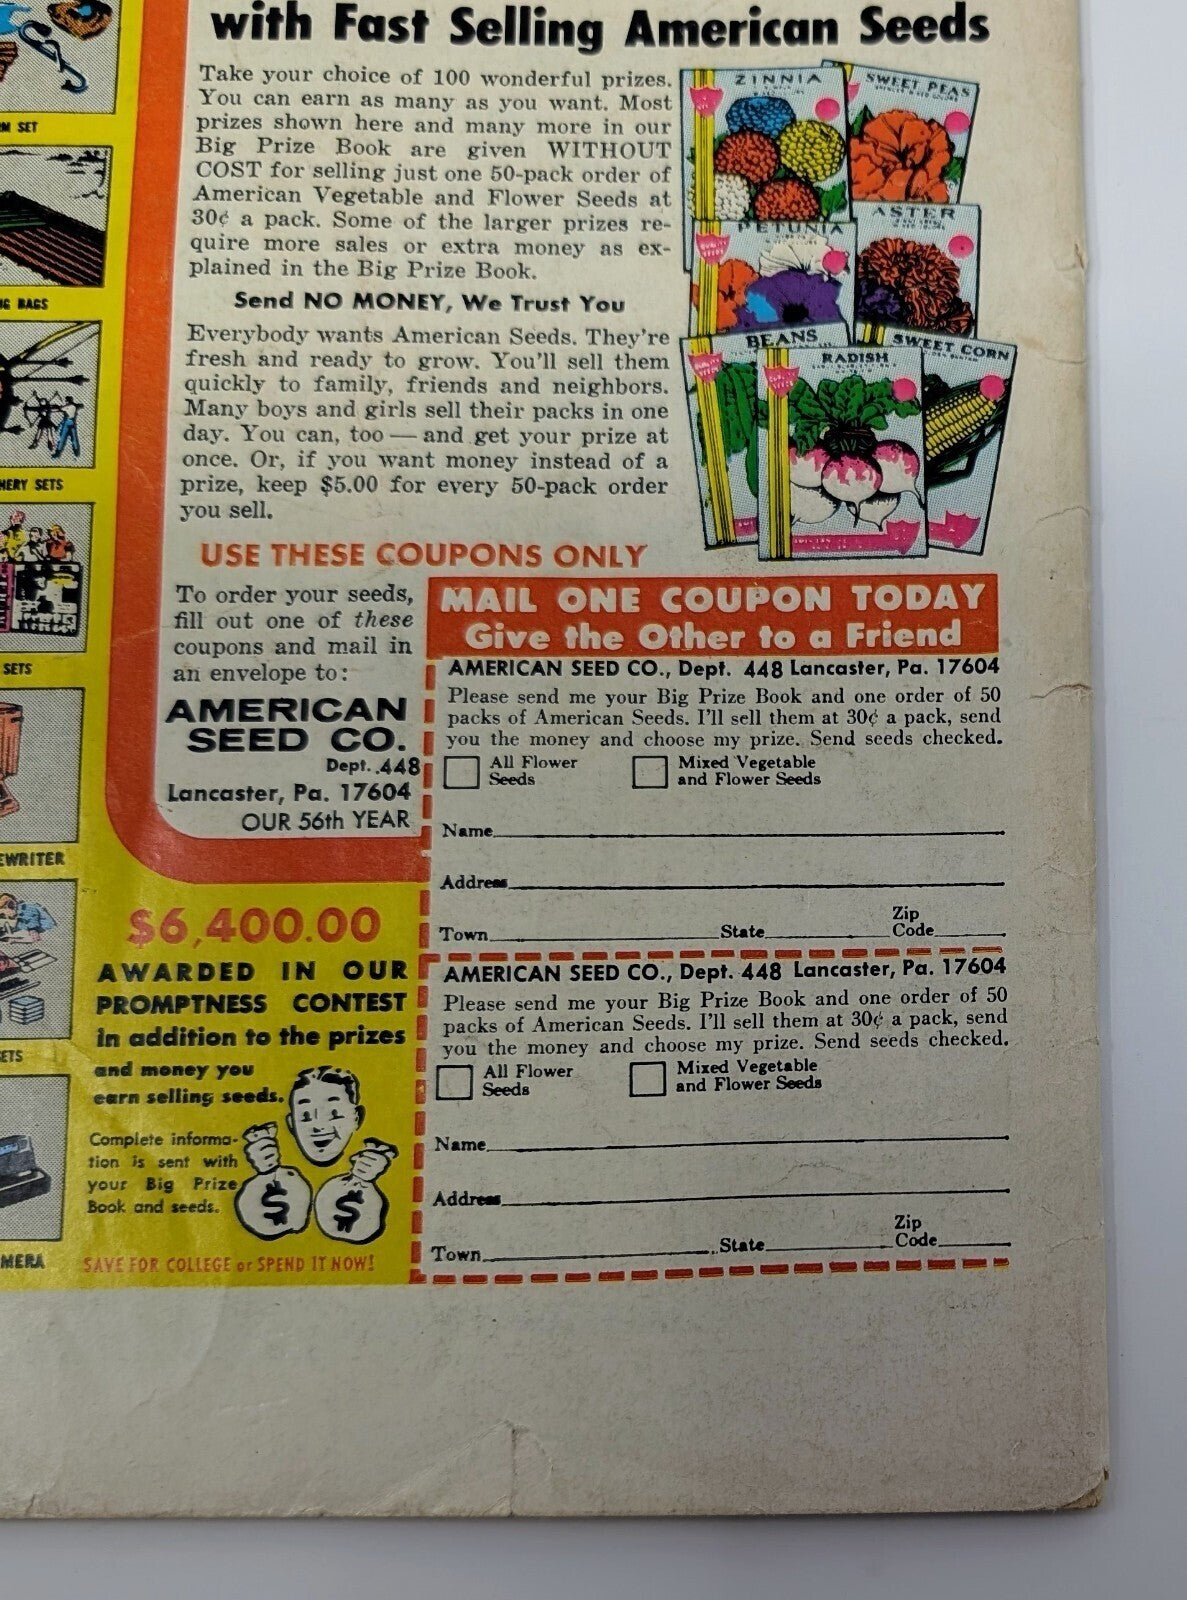 with Fast Selling American Seeds
Take your choice of 100 wonderful prizes.
You can earn as many as you want. Most
prizes shown here and many more in our
Big Prize Book are given WITHOUT
COST for selling just one 50-pack order of
American Vegetable and Flower Seeds at
30¢ a pack. Some of the larger prizes re-
quire more sales or extra money as ex-
plained in the Big Prize Book.
Send NO MONEY, We Trust You
Everybody wants American Seeds. They're
fresh and ready to grow. You'll sell them
quickly to family, friends and neighbors.
Many boys and girls sell their packs in one
day. You can, too — and get your prize at
once. Or, if you want money instead of a
prize, keep $5.00 for every 50-pack order
you sell.
ZINNIA
SWEET PEAS
PETUNIA
ASTER
BEANS
RADISH
SWEET CORN
SET
BAGS
SETS
SETS
USE THESE COUPONS ONLY
To order your seeds,
fill out one of these
coupons and mail in
an envelope to:
AMERICAN
SEED CO.
Dept. 448
Lancaster, Pa. 17604
OUR 56th YEAR
MAIL ONE COUPON TODAY
Give the Other to a Friend
AMERICAN SEED CO., Dept. 448 Lancaster, Pa. 17604
Please send me your Big Prize Book and one order of 50
packs of American Seeds. I'll sell them at 30¢ a pack, send
you the money and choose my prize. Send seeds checked.
All Flower
Seeds
Mixed Vegetable
and Flower Seeds
Name
Address
Town State Zip
Code
AMERICAN SEED CO., Dept. 448 Lancaster, Pa. 17604
Please send me your Big Prize Book and one order of 50
packs of American Seeds. I'll sell them at 30¢ a pack, send
you the money and choose my prize. Send seeds checked.
All Flower
Seeds
Mixed Vegetable
and Flower Seeds
Name
Address
Town State Zip
Code
$6,400.00
AWARDED IN OUR
PROMPTNESS CONTEST
in addition to the prizes
and money you
earn selling seeds.
Complete informa-
tion is sent with
your Big Prize
Book and seeds.
$ $
SAVE FOR COLLEGE or SPEND IT NOW!